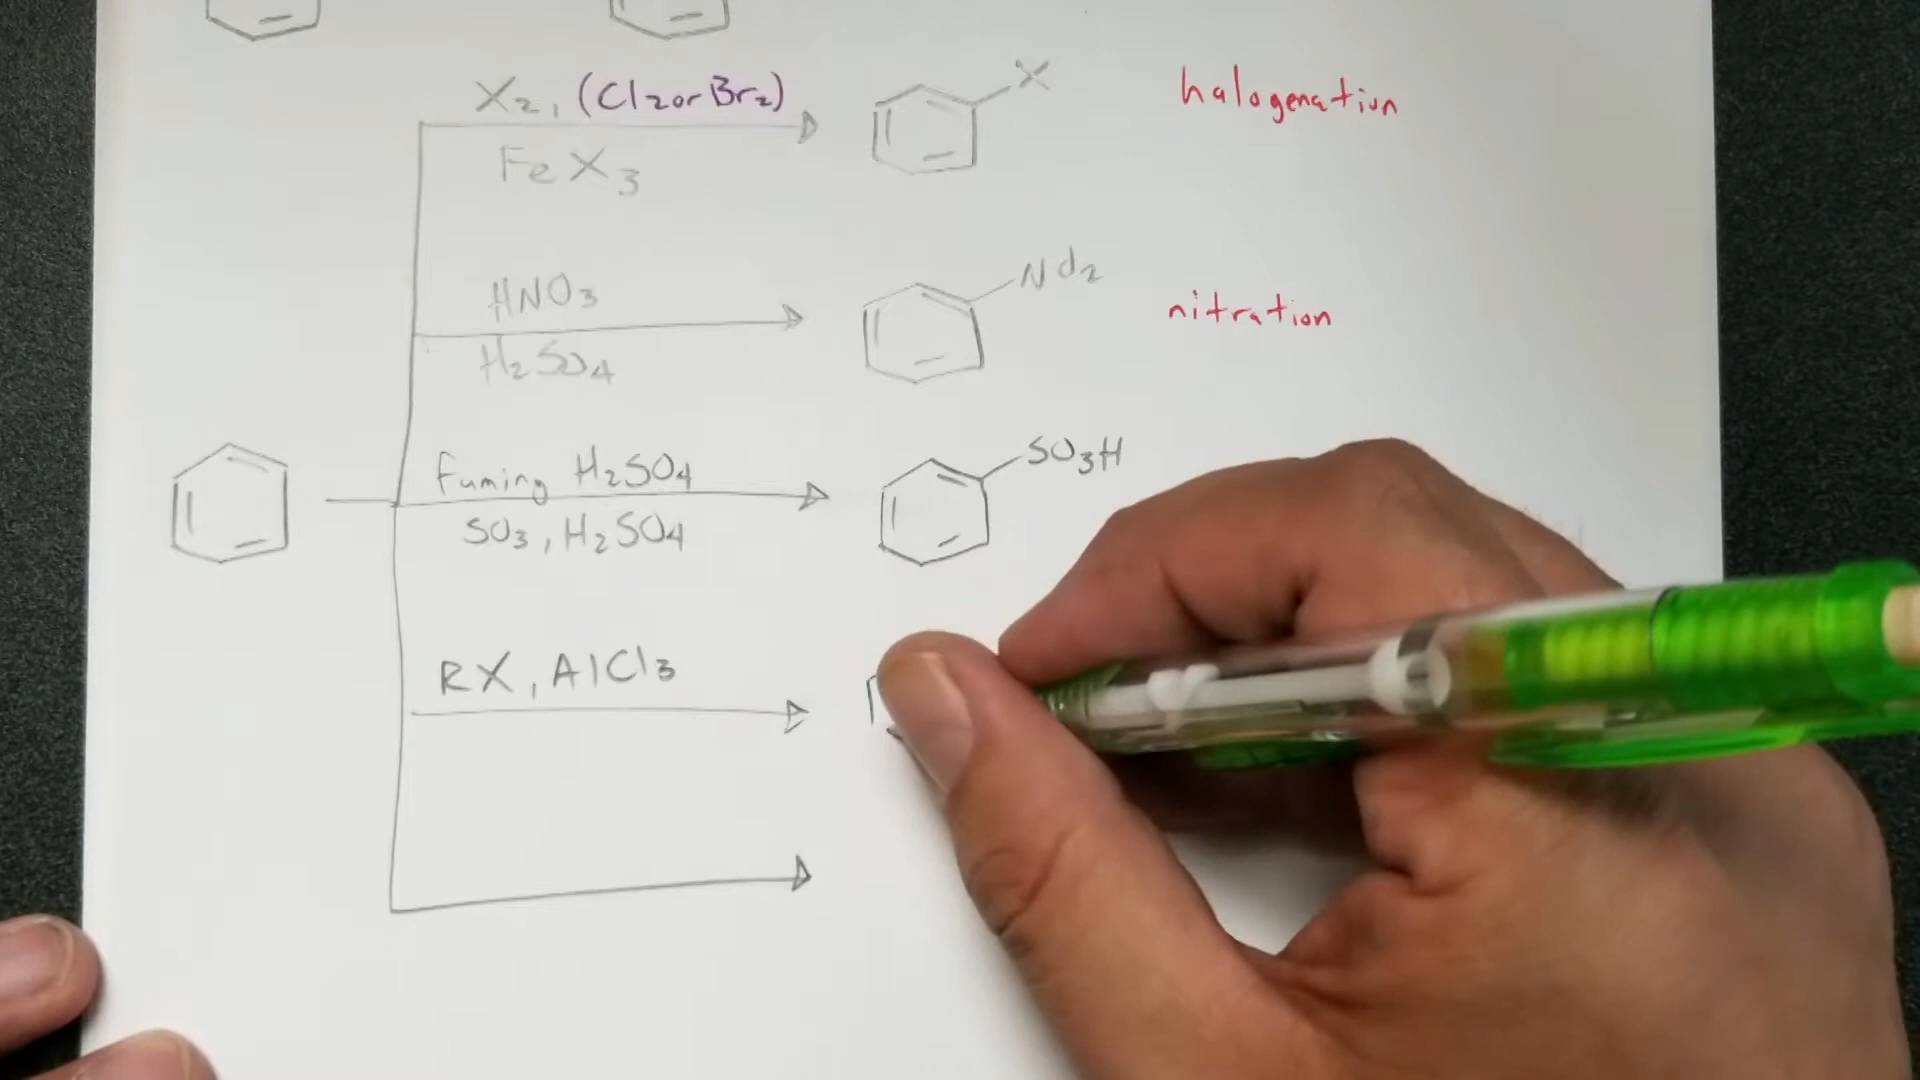 X₂, (Cl₂ or Br₂)
FeX₃
X
halogenation
HNO₃
H₂SO₄
NO₂
nitration
fuming H₂SO₄
SO₃, H₂SO₄
SO₃H
RX, AlCl₃